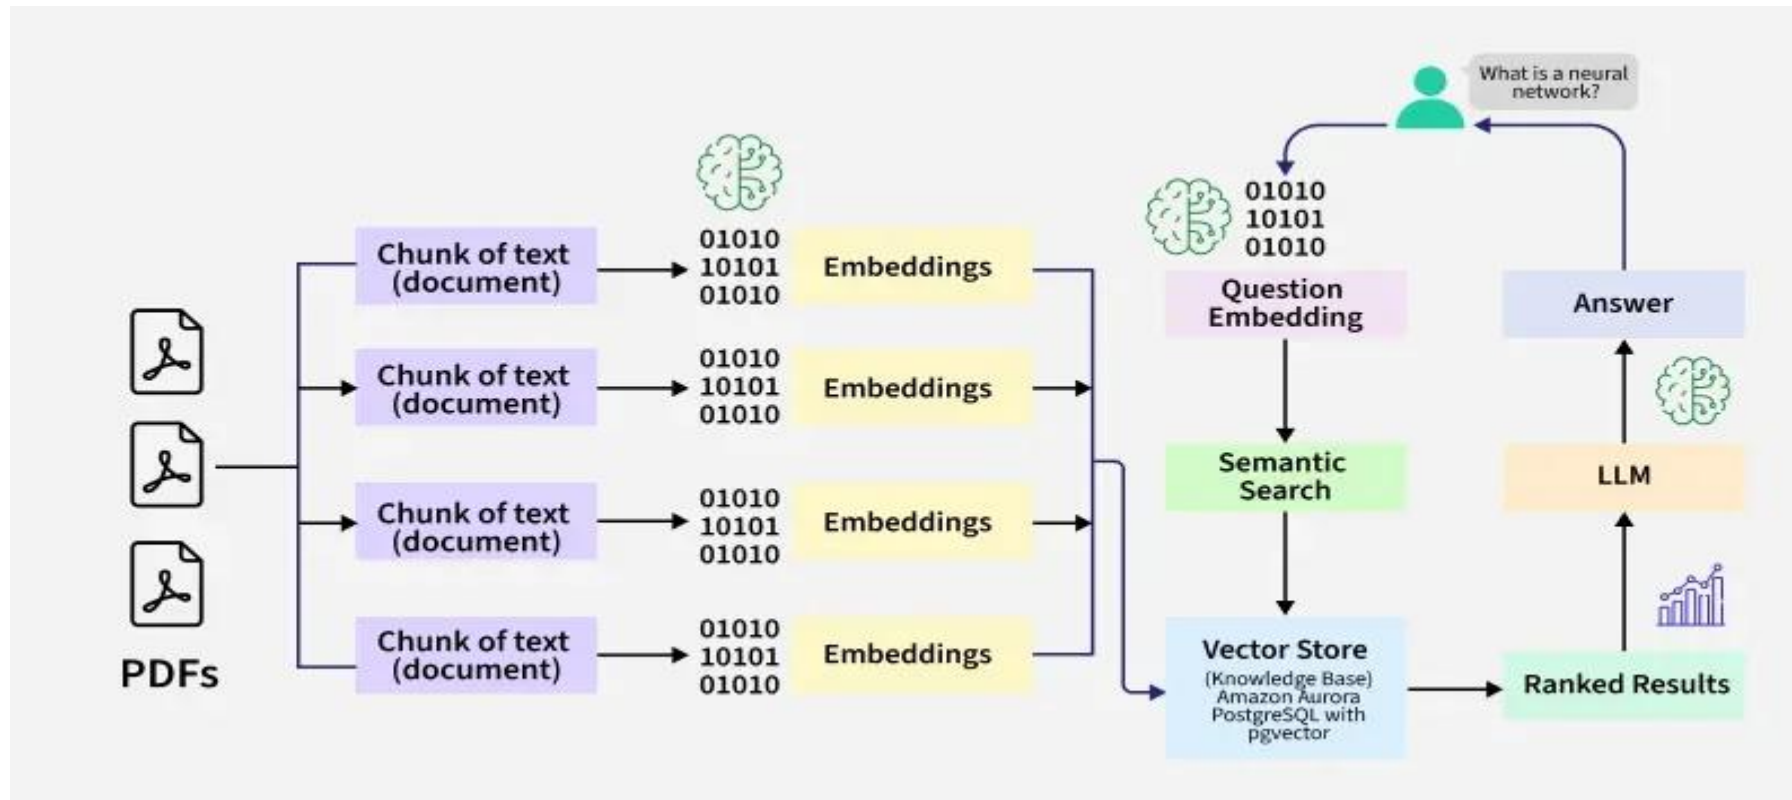 What is a neural
network?
01010
10101
01010
Chunk of text
(document)
01010
10101
01010
Embeddings
Question
Embedding
Answer
Chunk of text
(document)
01010
10101
01010
Embeddings
Semantic
Search
LLM
Chunk of text
(document)
01010
10101
01010
Embeddings
Chunk of text
(document)
01010
10101
01010
Embeddings
Vector Store
(Knowledge Base)
Amazon Aurora
PostgreSQL with
pgvector
Ranked Results
PDFs